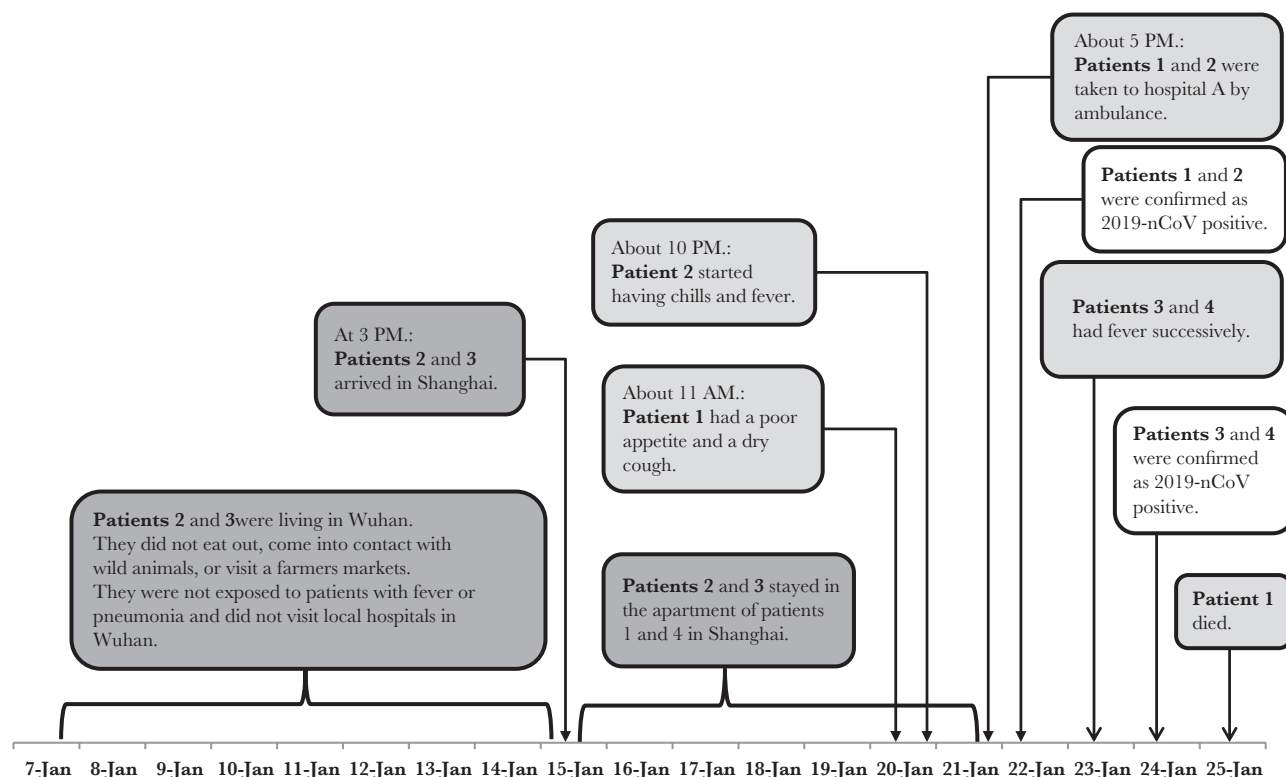 About 5 PM.:
Patients 1 and 2 were
taken to hospital A by
ambulance.
Patients 1 and 2
were confirmed as
2019-nCoV positive.
About 10 PM.:
Patient 2 started
having chills and fever.
Patients 3 and 4
had fever successively.
At 3 PM.:
Patients 2 and 3
arrived in Shanghai.
About 11 AM.:
Patient 1 had a poor
appetite and a dry
cough.
Patients 3 and 4
were confirmed
as 2019-nCoV
positive.
Patients 2 and 3were living in Wuhan.
They did not eat out, come into contact with
wild animals, or visit a farmers markets.
They were not exposed to patients with fever or
pneumonia and did not visit local hospitals in
Wuhan.
Patients 2 and 3 stayed in
the apartment of patients
1 and 4 in Shanghai.
Patient 1
died.
7-Jan 8-Jan 9-Jan 10-Jan 11-Jan 12-Jan 13-Jan 14-Jan 15-Jan 16-Jan 17-Jan 18-Jan 19-Jan 20-Jan 21-Jan 22-Jan 23-Jan 24-Jan 25-Jan